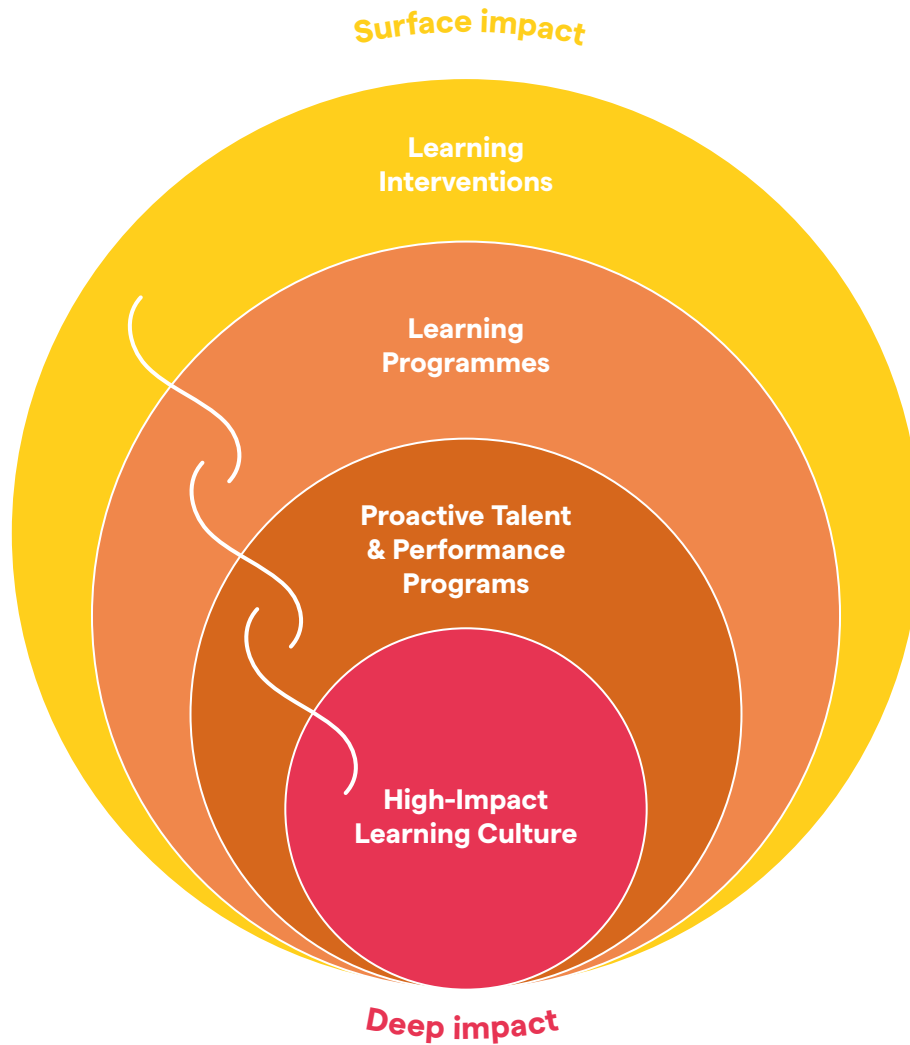 Surface impact
Learning
Interventions
Learning
Programmes
Proactive Talent
& Performance
Programs
High-Impact
Learning Culture
Deep impact